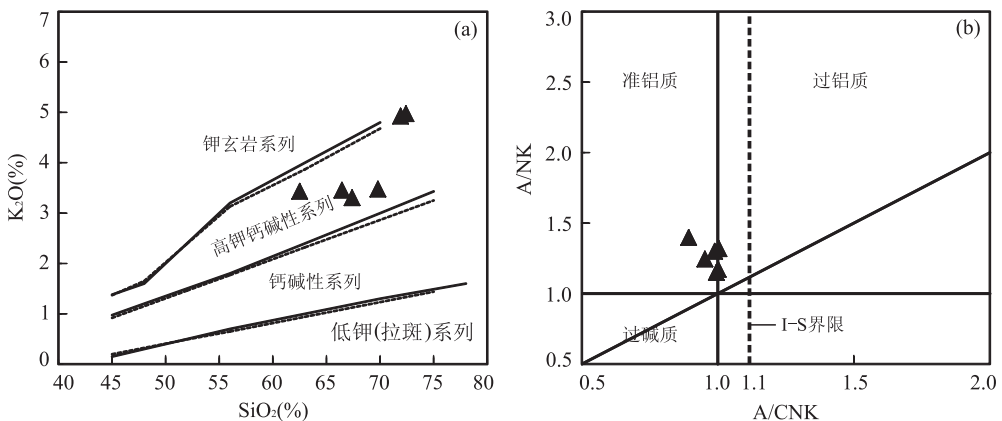 (a)
7
6
5
4
3
2
1
0
K₂O(%)
钾玄岩系列
高钾钙碱性系列
钙碱性系列
低钾(拉斑)系列
40 45 50 55 60 65 70 75 80
SiO₂(%)
(b)
3.0
2.5
2.0
1.5
1.0
0.5
A/NK
准铝质 过铝质
过碱质
I-S界限
0.5 1.0 1.1 1.5 2.0
A/CNK